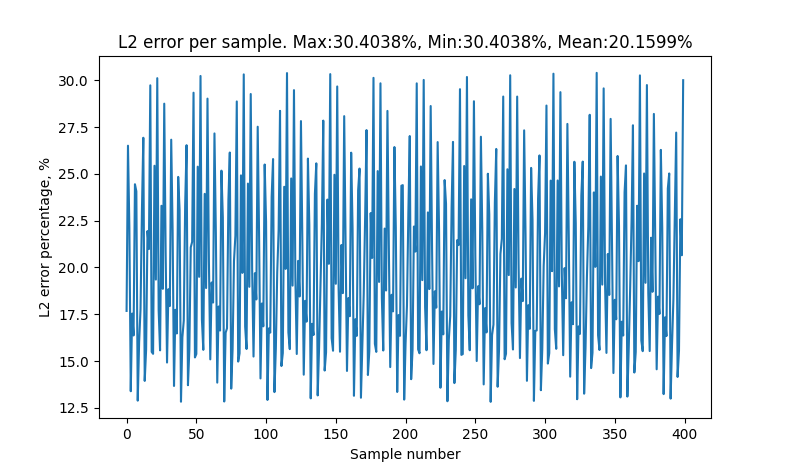 L2 error per sample. Max:30.4038%, Min:30.4038%, Mean:20.1599%
30.0
27.5
25.0
22.5
20.0
17.5
15.0
12.5
L2 error percentage, %
0 50 100 150 200 250 300 350 400
Sample number